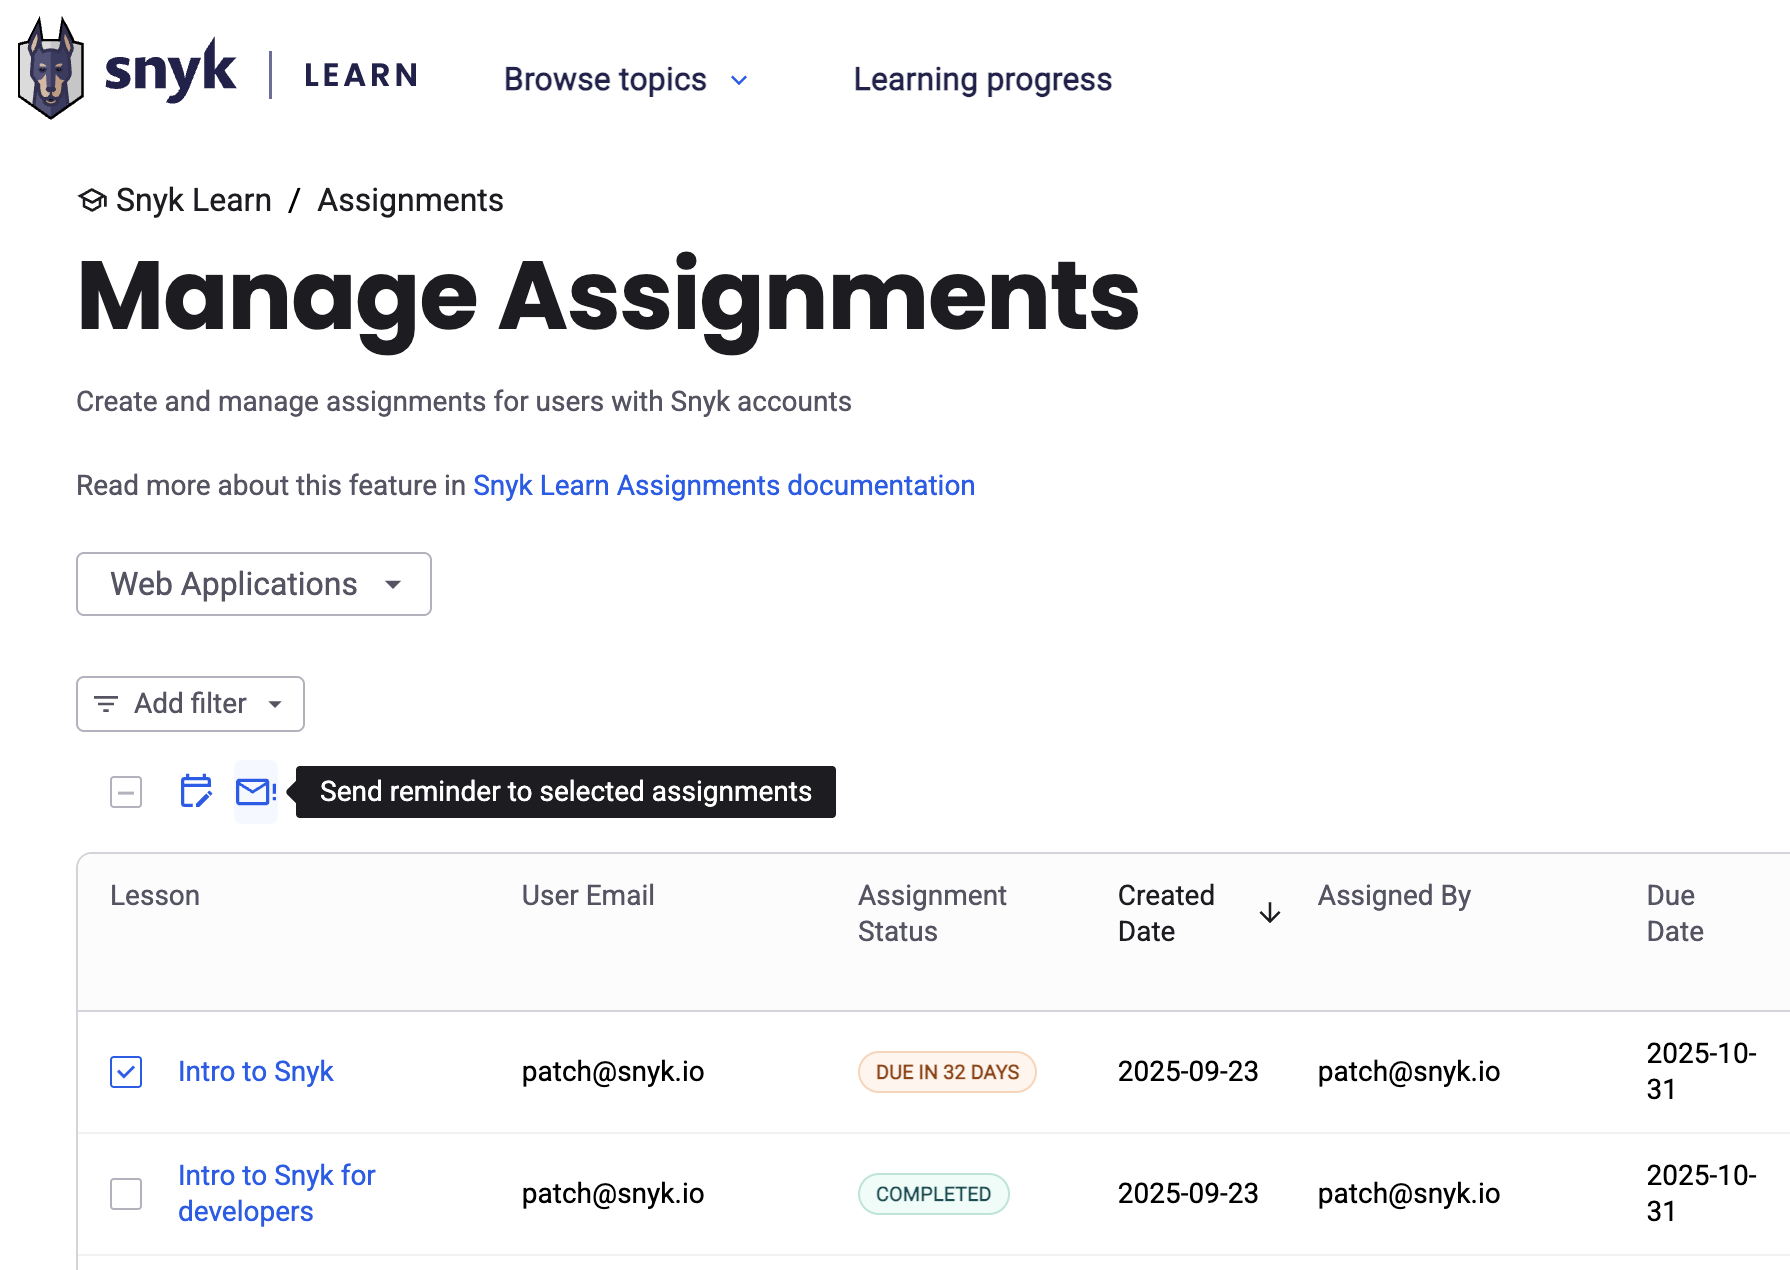 snyk | LEARN Browse topics Learning progress
Snyk Learn / Assignments
Manage Assignments
Create and manage assignments for users with Snyk accounts
Read more about this feature in Snyk Learn Assignments documentation
Web Applications
Add filter
Send reminder to selected assignments
Lesson User Email Assignment Status Created Date Assigned By Due Date
Intro to Snyk patch@snyk.io DUE IN 32 DAYS 2025-09-23 patch@snyk.io 2025-10-31
Intro to Snyk for developers patch@snyk.io COMPLETED 2025-09-23 patch@snyk.io 2025-10-31